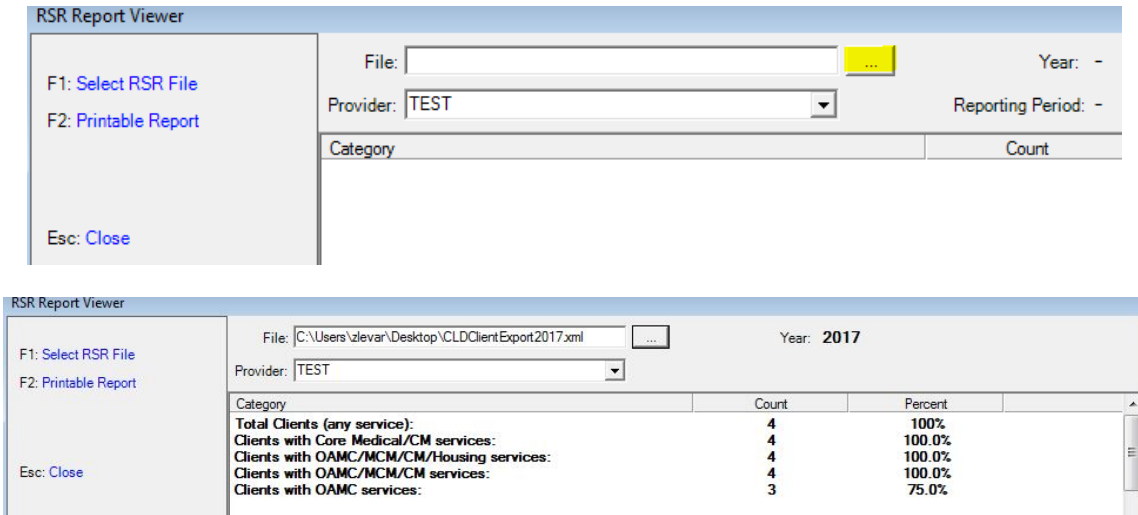 RSR Report Viewer
F1: Select RSR File
F2: Printable Report
Esc: Close
File: ... Year: -
Provider: TEST Reporting Period: -
Category Count
RSR Report Viewer
F1: Select RSR File
F2: Printable Report
Esc: Close
File: C:\Users\zlevar\Desktop\CLDClientExport2017.xml ... Year: 2017
Provider: TEST
Category Count Percent
Total Clients (any service): 4 100%
Clients with Core Medical/CM services: 4 100.0%
Clients with OAMC/MCM/CM/Housing services: 4 100.0%
Clients with OAMC/MCM/CM services: 4 100.0%
Clients with OAMC services: 3 75.0%